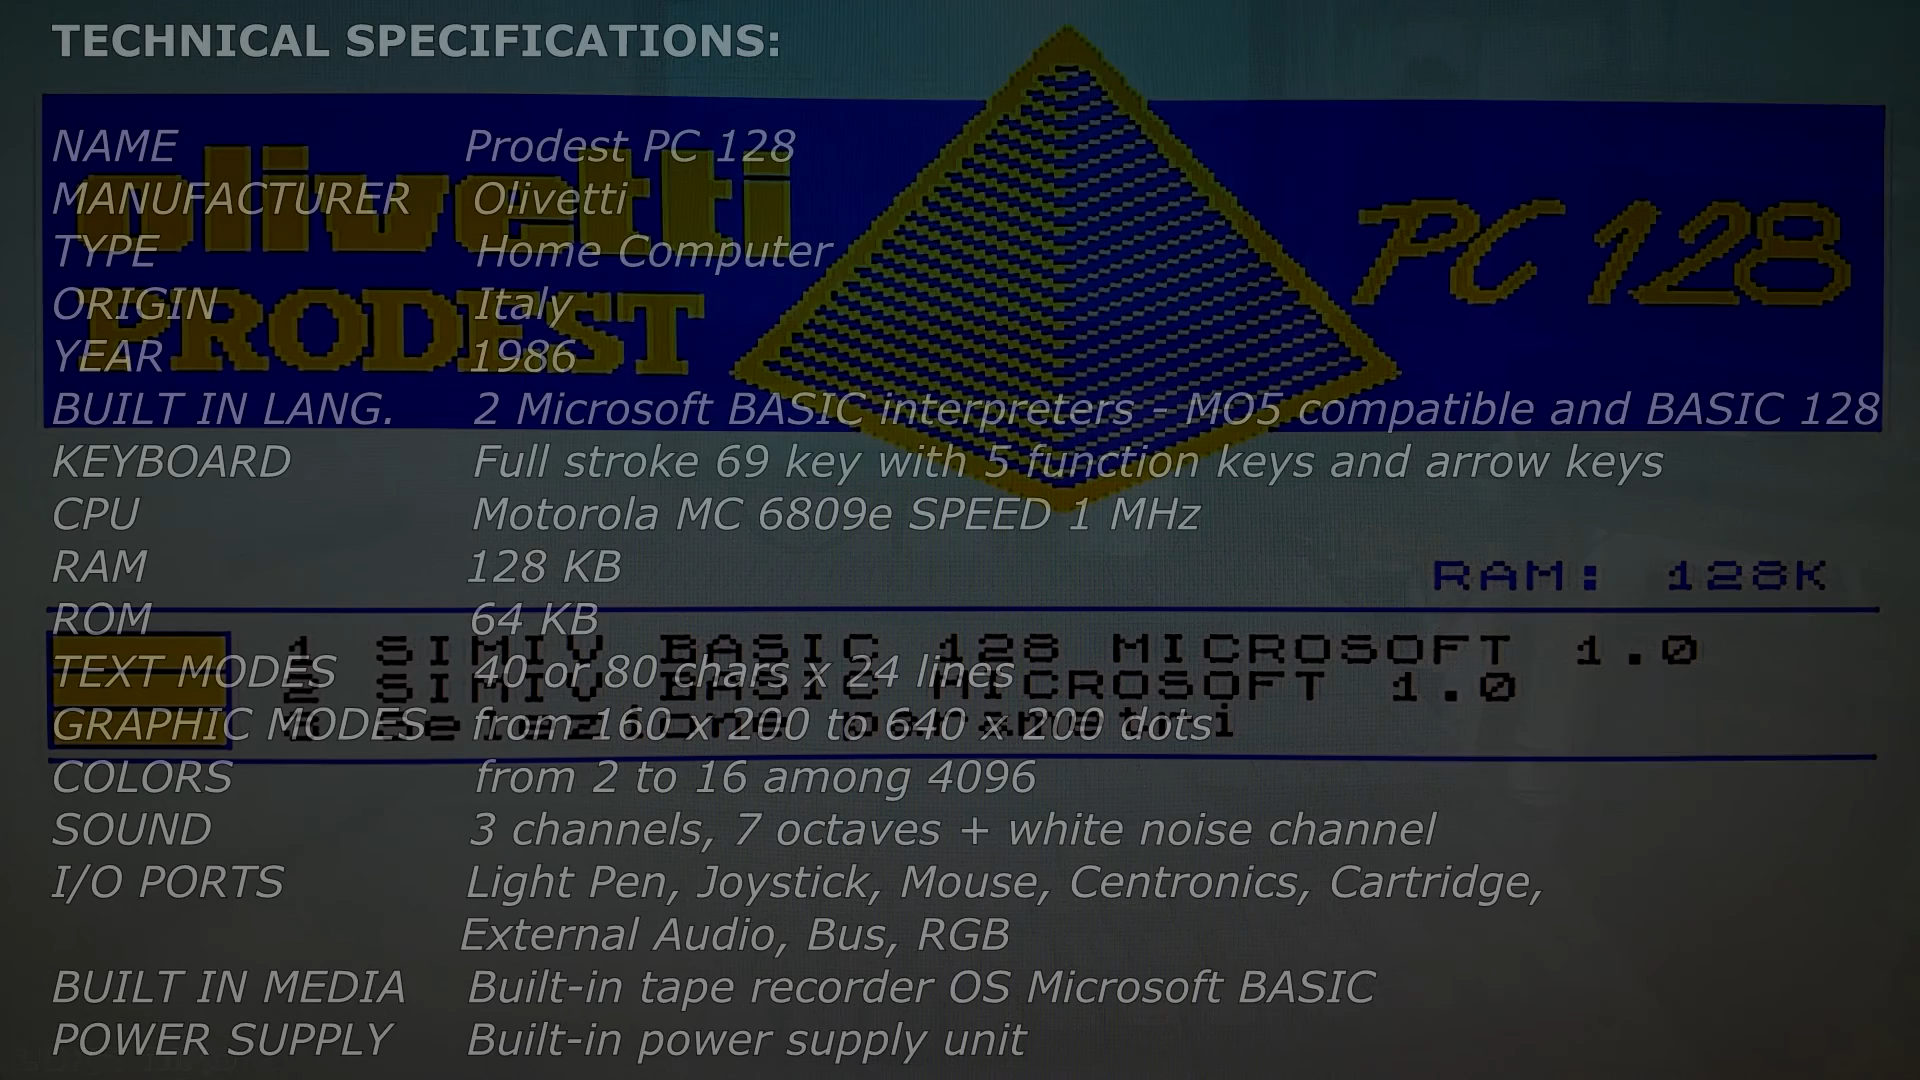 TECHNICAL SPECIFICATIONS:
NAME Prodest PC 128
MANUFACTURER Olivetti
TYPE Home Computer
ORIGIN Italy
YEAR 1986
BUILT IN LANG. 2 Microsoft BASIC interpreters - MO5 compatible and BASIC 128
KEYBOARD Full stroke 69 key with 5 function keys and arrow keys
CPU Motorola MC 6809e SPEED 1 MHz
RAM 128 KB
ROM 64 KB
TEXT MODES 40 or 80 chars x 24 lines
GRAPHIC MODES from 160 x 200 to 640 x 200 dots
COLORS from 2 to 16 among 4096
SOUND 3 channels, 7 octaves + white noise channel
I/O PORTS Light Pen, Joystick, Mouse, Centronics, Cartridge,
External Audio, Bus, RGB
BUILT IN MEDIA Built-in tape recorder OS Microsoft BASIC
POWER SUPPLY Built-in power supply unit
olivetti
PRODEST
PC 128
RAM: 128K
1 SIMIV BASIC 128 MICROSOFT 1.0
2 SIMIV BASIC MICROSOFT 1.0
3 Selezione parametri